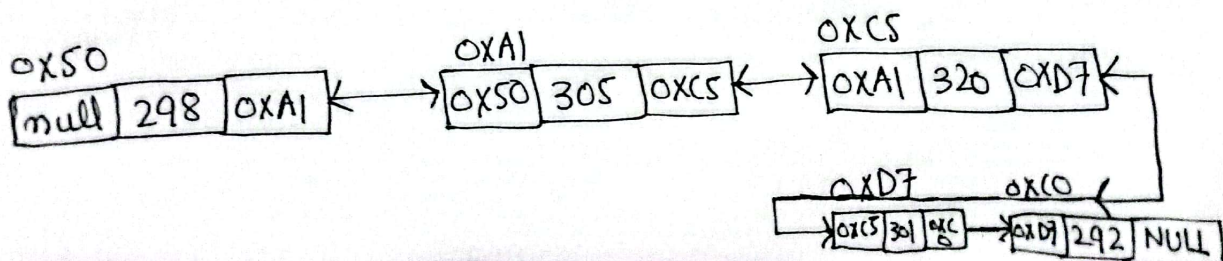 0X50
null 298 0XA1
0XA1
0X50 305 0XC5
0XC5
0XA1 320 0XD7
0XD7
0XC5 301 0XC0
0XC0
0XD7 292 NULL